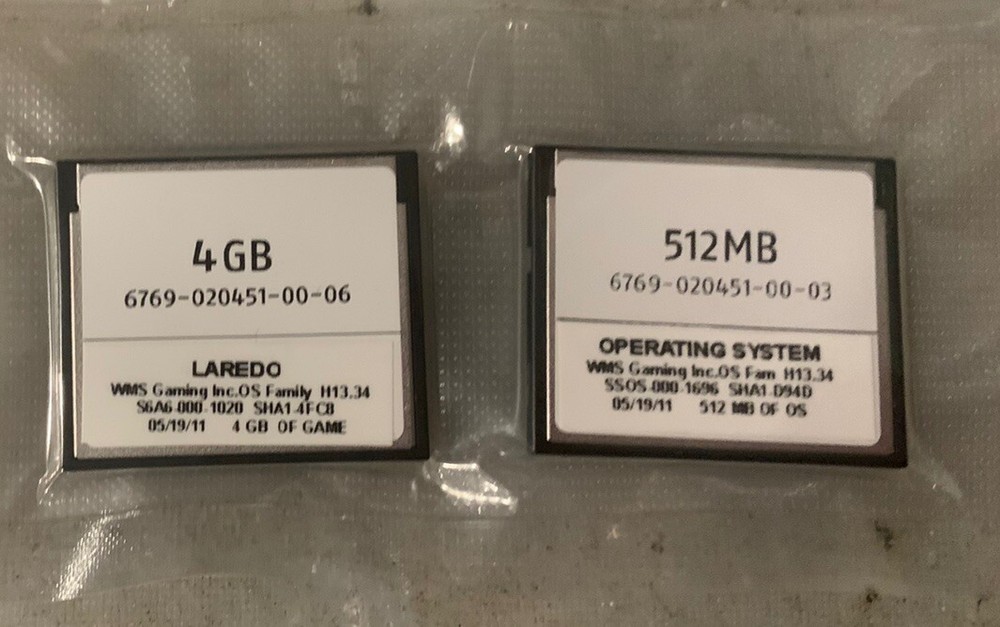 4GB
6769-020451-00-06
LAREDO
WMS Gaming Inc.OS Family H13.34
S6A6-000-1020 SHA1-4FC8
05/19/11 4 GB OF GAME
512MB
6769-020451-00-03
OPERATING SYSTEM
WMS Gaming Inc.OS Fam H13.34
SSOS-000-1696 SHA1-D94D
05/19/11 512 MB OF OS